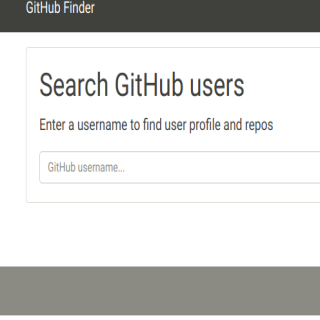 GitHub Finder
Search GitHub users
Enter a username to find user profile and repos
GitHub username...